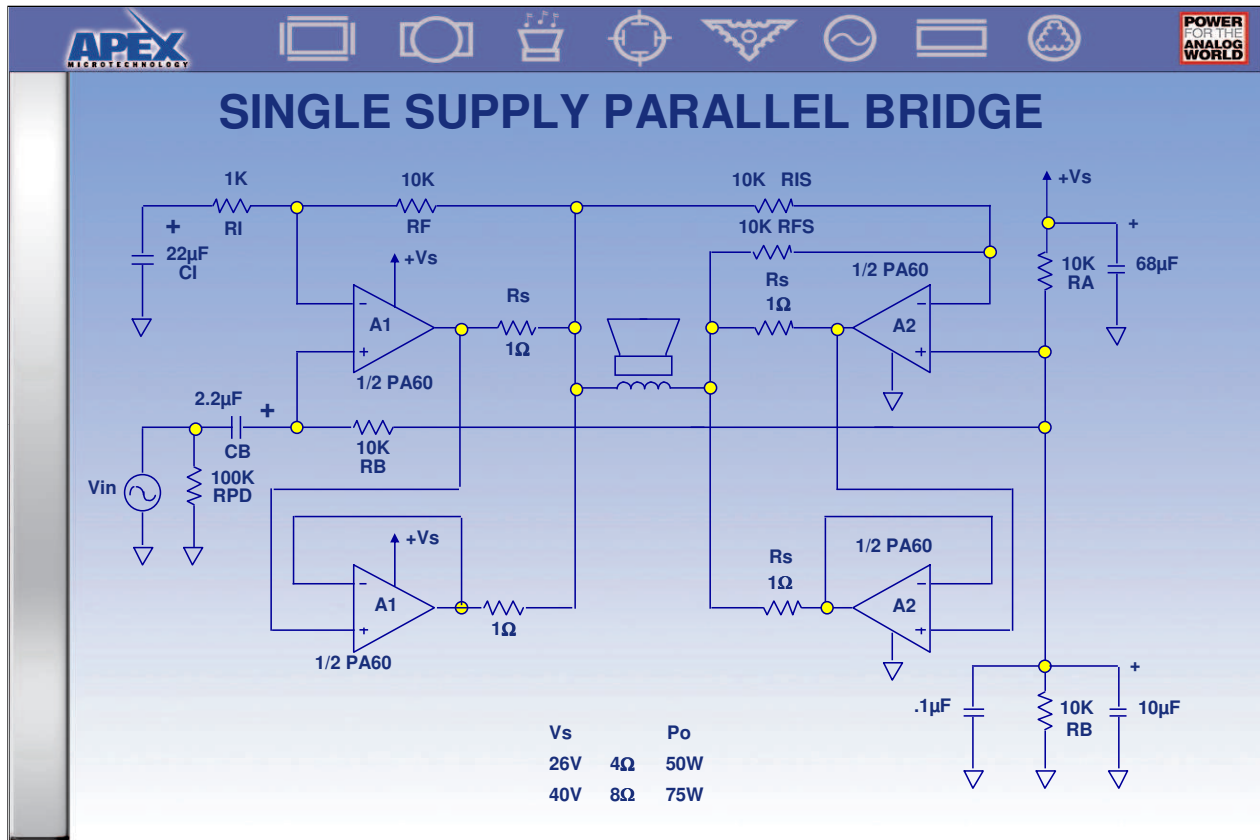 APEX
MICROTECHNOLOGY
POWER
FOR THE
ANALOG
WORLD
SINGLE SUPPLY PARALLEL BRIDGE
1K
RI
10K
RF
10K RIS
10K RFS
+Vs
+
22µF
CI
+Vs
Rs
1Ω
A1
1/2 PA60
−
+
Rs
1Ω
1/2 PA60
A2
−
+
10K
RA
+
68µF
2.2µF
+
CB
10K
RB
Vin
100K
RPD
+Vs
A1
−
+
1Ω
1/2 PA60
Rs
1Ω
1/2 PA60
A2
−
+
.1µF
10K
RB
+
10µF
Vs Po
26V 4Ω 50W
40V 8Ω 75W